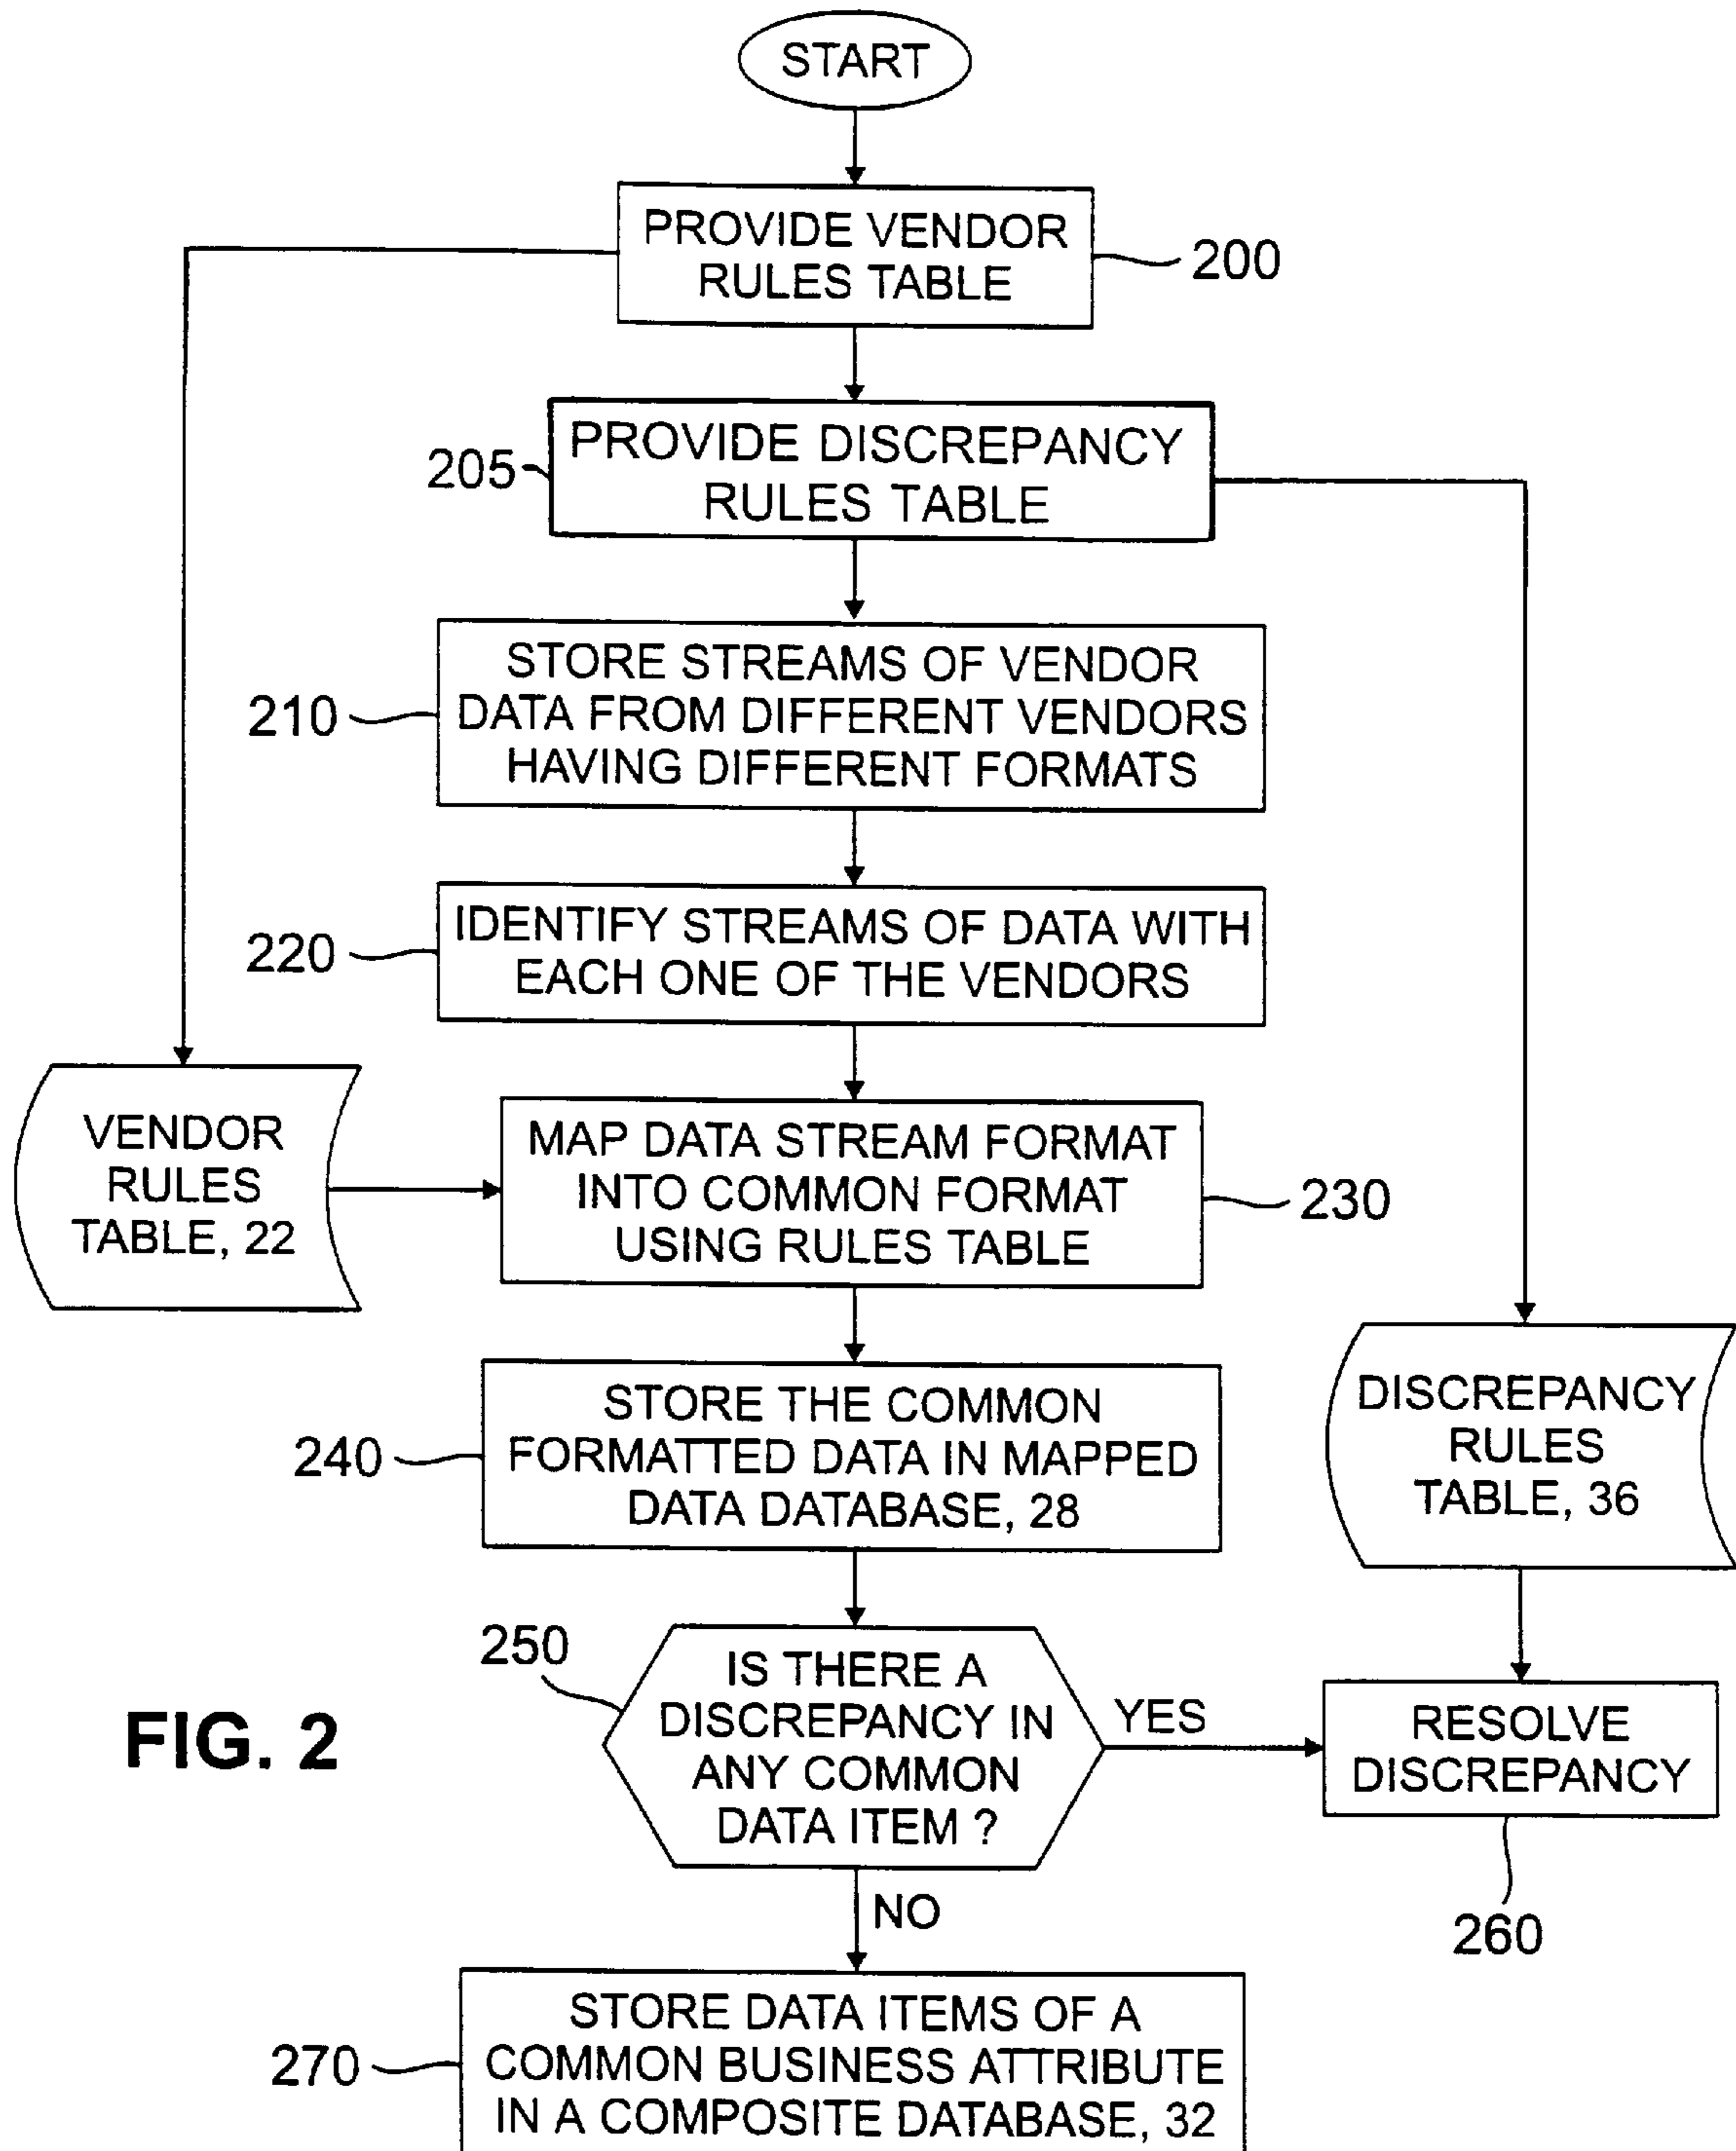 START
PROVIDE VENDOR
RULES TABLE
200
PROVIDE DISCREPANCY
RULES TABLE
205
STORE STREAMS OF VENDOR
DATA FROM DIFFERENT VENDORS
HAVING DIFFERENT FORMATS
210
IDENTIFY STREAMS OF DATA WITH
EACH ONE OF THE VENDORS
220
VENDOR
RULES
TABLE, 22
MAP DATA STREAM FORMAT
INTO COMMON FORMAT
USING RULES TABLE
230
STORE THE COMMON
FORMATTED DATA IN MAPPED
DATA DATABASE, 28
240
DISCREPANCY
RULES
TABLE, 36
250
IS THERE A
DISCREPANCY IN
ANY COMMON
DATA ITEM ?
YES
RESOLVE
DISCREPANCY
260
FIG. 2
NO
STORE DATA ITEMS OF A
COMMON BUSINESS ATTRIBUTE
IN A COMPOSITE DATABASE, 32
270